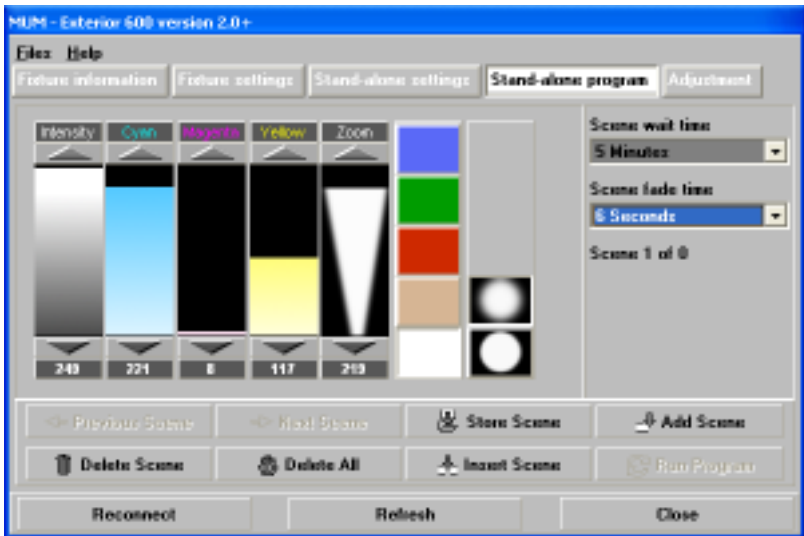 MUM - Exterior 600 version 2.0+
Files Help
Fixture information Fixture settings Stand-alone settings Stand-alone program Adjustment
Intensity Cyan Magenta Yellow Zoom
Scene wait time
5 Minutes
Scene fade time
6 Seconds
Scene 1 of 0
249 221 8 117 219
Previous Scene Next Scene Store Scene Add Scene
Delete Scene Delete All Insert Scene Run Program
Reconnect Refresh Close